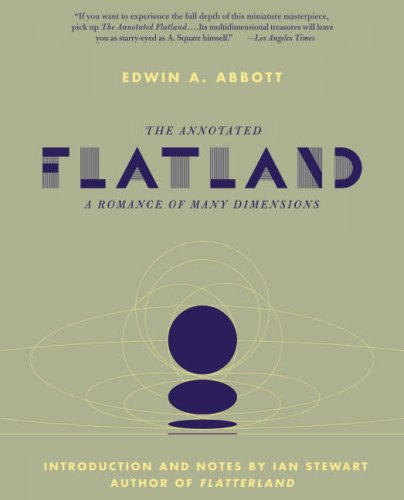 "If you want to experience the full depth of this miniature masterpiece,
pick up The Annotated Flatland....Its multidimensional treasures will leave
you as starry-eyed as A. Square himself." —Los Angeles Times
EDWIN A. ABBOTT
THE ANNOTATED
FLATLAND
A ROMANCE OF MANY DIMENSIONS
INTRODUCTION AND NOTES BY IAN STEWART
AUTHOR OF FLATTERLAND